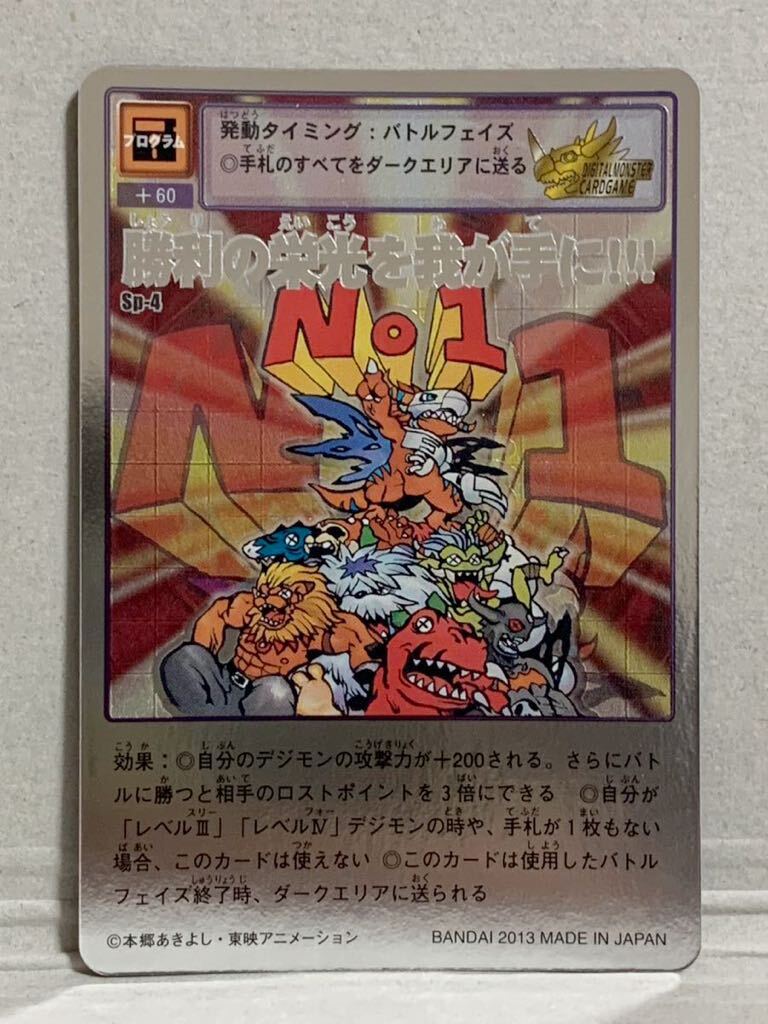 プログラム
+60
発動タイミング：バトルフェイズ
◎手札のすべてをダークエリアに送る
DIGITALMONSTER
CARDGAME
勝利の栄光を我が手に!!!
Sp-4
No1
No1
効果：◎自分のデジモンの攻撃力が＋200される。さらにバト
ルに勝つと相手のロストポイントを3倍にできる　◎自分が
「レベルⅢ」「レベルⅣ」デジモンの時や、手札が1枚もない
場合、このカードは使えない ◎このカードは使用したバトル
フェイズ終了時、ダークエリアに送られる
©本郷あきよし・東映アニメーション
BANDAI 2013 MADE IN JAPAN